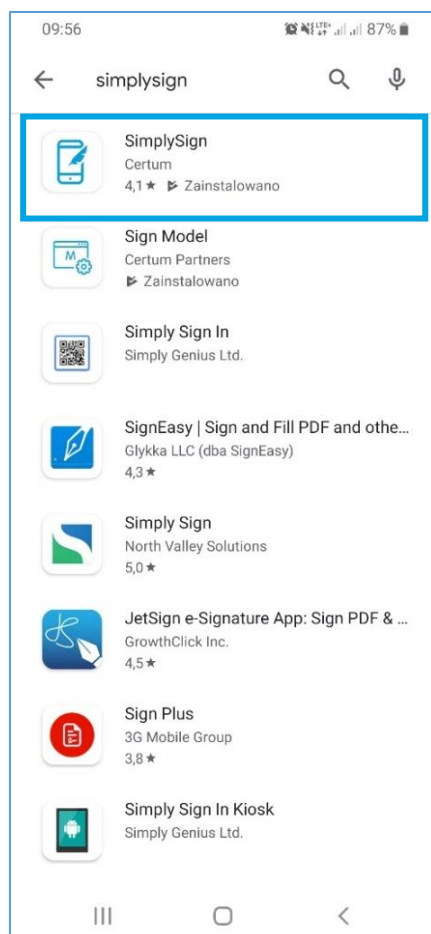 09:56 LTE+ 87%
simplysign
SimplySign
Certum
4,1★ Zainstalowano
Sign Model
Certum Partners
Zainstalowano
M
Simply Sign In
Simply Genius Ltd.
SignEasy | Sign and Fill PDF and othe...
Glykka LLC (dba SignEasy)
4,3★
Simply Sign
North Valley Solutions
5,0★
JetSign e-Signature App: Sign PDF & ...
GrowthClick Inc.
4,5★
Sign Plus
3G Mobile Group
3,8★
Simply Sign In Kiosk
Simply Genius Ltd.